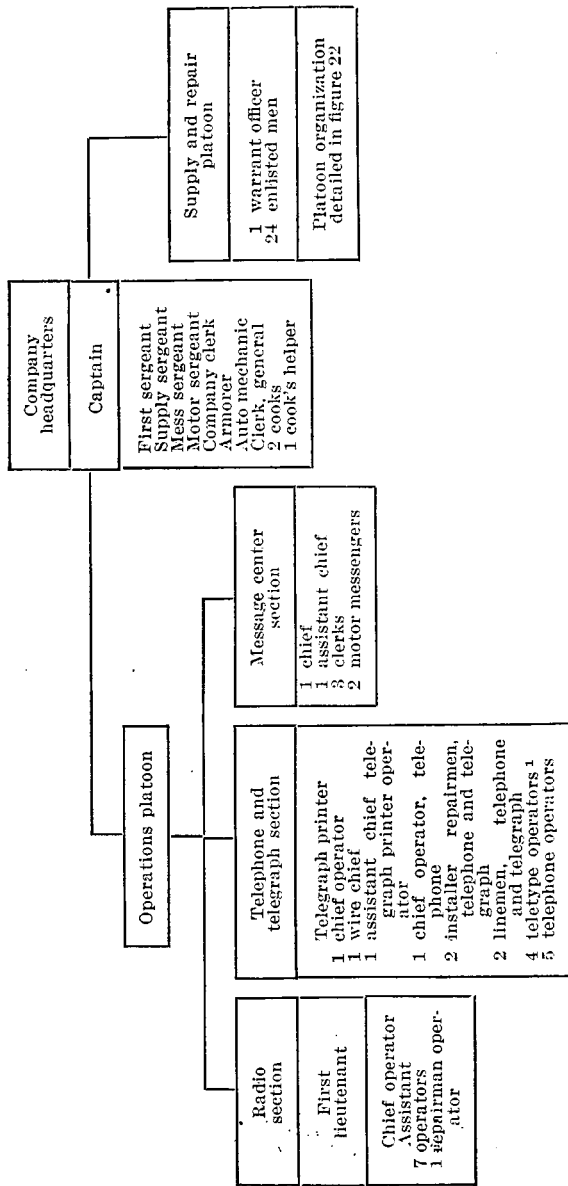 Company
headquarters
Captain
First sergeant
Supply sergeant
Mess sergeant
Motor sergeant
Company clerk
Armorer
Auto mechanic
Clerk, general
2 cooks
1 cook's helper
Operations platoon
Supply and repair
platoon
1 warrant officer
24 enlisted men
Platoon organization
detailed in figure 22
Radio
section
First
lieutenant
Chief operator
Assistant
7 operators
1 repairman oper-
ator
Telephone and
telegraph section
Telegraph printer
1 chief operator
1 wire chief
1 assistant chief tele-
graph printer oper-
ator
1 chief operator, tele-
phone
2 installer repairmen,
telephone and tele-
graph
2 linemen, telephone
and telegraph
4 teletype operators ¹
5 telephone operators
Message center
section
1 chief
1 assistant chief
3 clerks
2 motor messengers